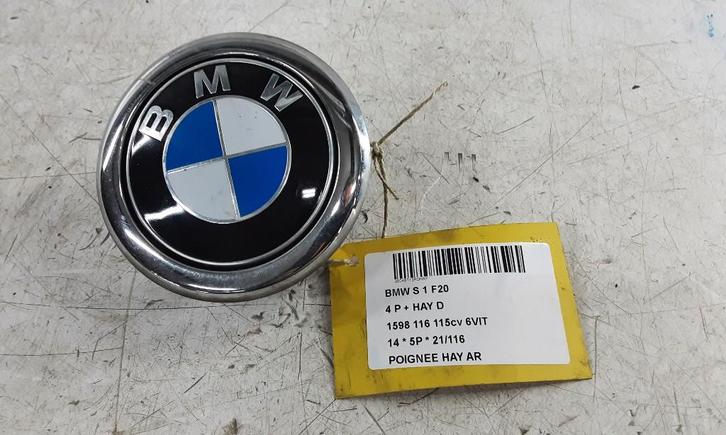 BMW
BMW S 1 F20
4 P + HAY D
1598 116 115cv 6VIT
14 * 5P * 21/116
POIGNEE HAY AR